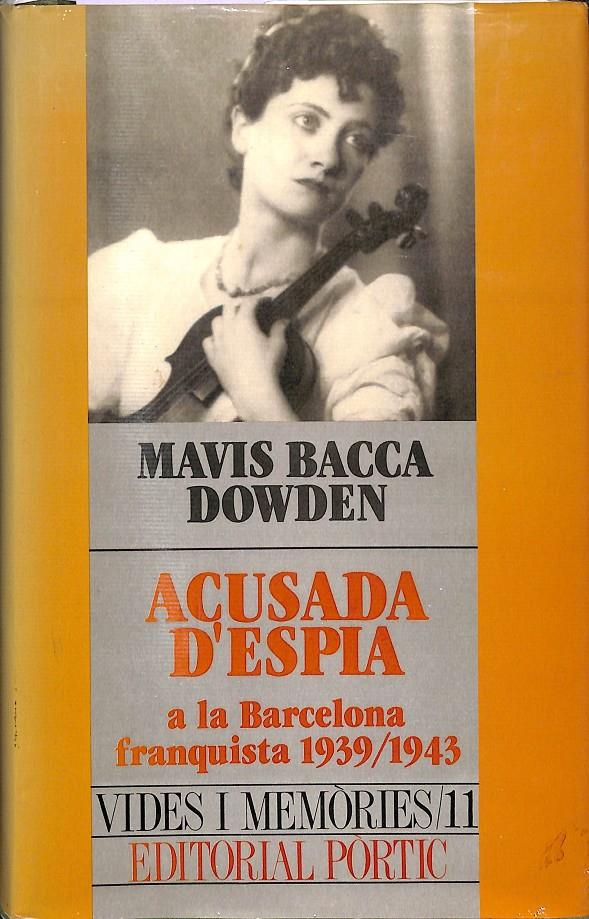 MAVIS BACCA
DOWDEN
ACUSADA
D'ESPIA
a la Barcelona
franquista 1939/1943
VIDES I MEMÒRIES/11
EDITORIAL PÒRTIC